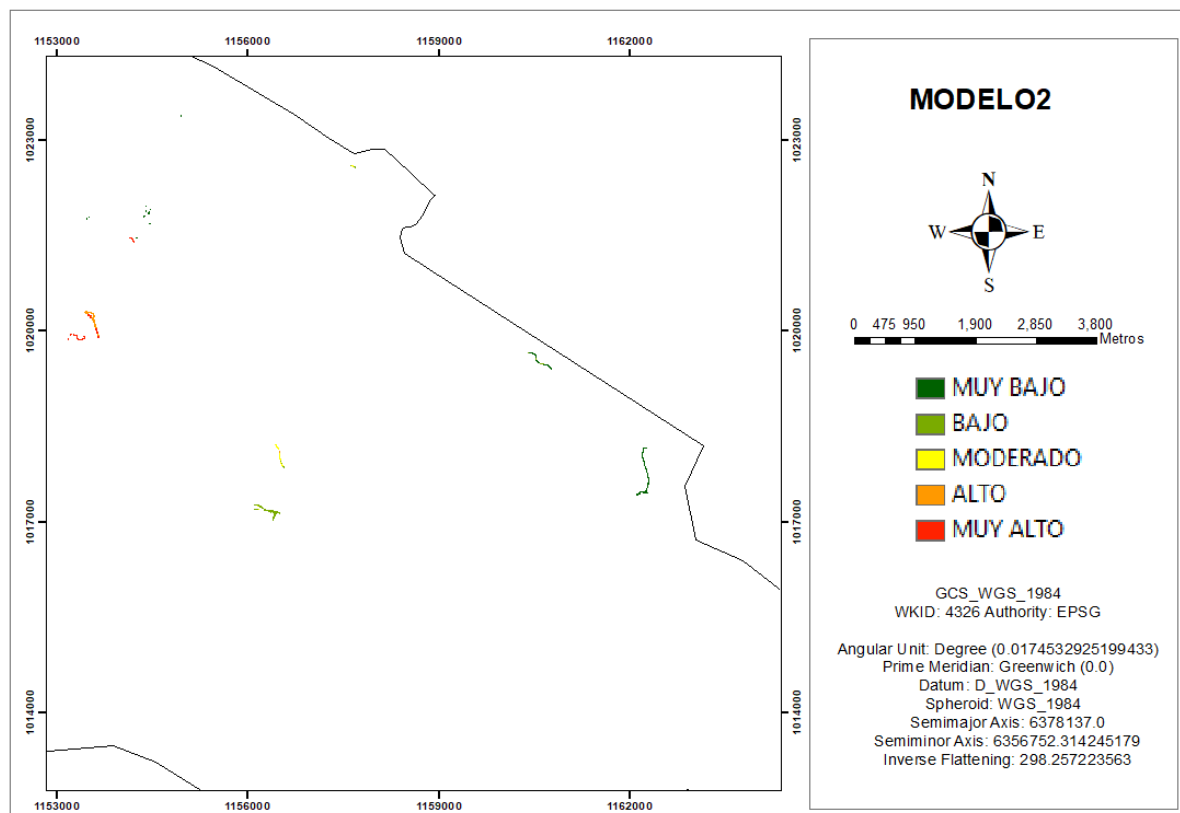 1153000 1156000 1159000 1162000
1023000 1023000
1020000 1020000
1017000 1017000
1014000 1014000
1153000 1156000 1159000 1162000
MODELO2
N
W E
S
0 475 950 1,900 2,850 3,800
Metros
MUY BAJO
BAJO
MODERADO
ALTO
MUY ALTO
GCS_WGS_1984
WKID: 4326 Authority: EPSG
Angular Unit: Degree (0.0174532925199433)
Prime Meridian: Greenwich (0.0)
Datum: D_WGS_1984
Spheroid: WGS_1984
Semimajor Axis: 6378137.0
Semiminor Axis: 6356752.314245179
Inverse Flattening: 298.257223563